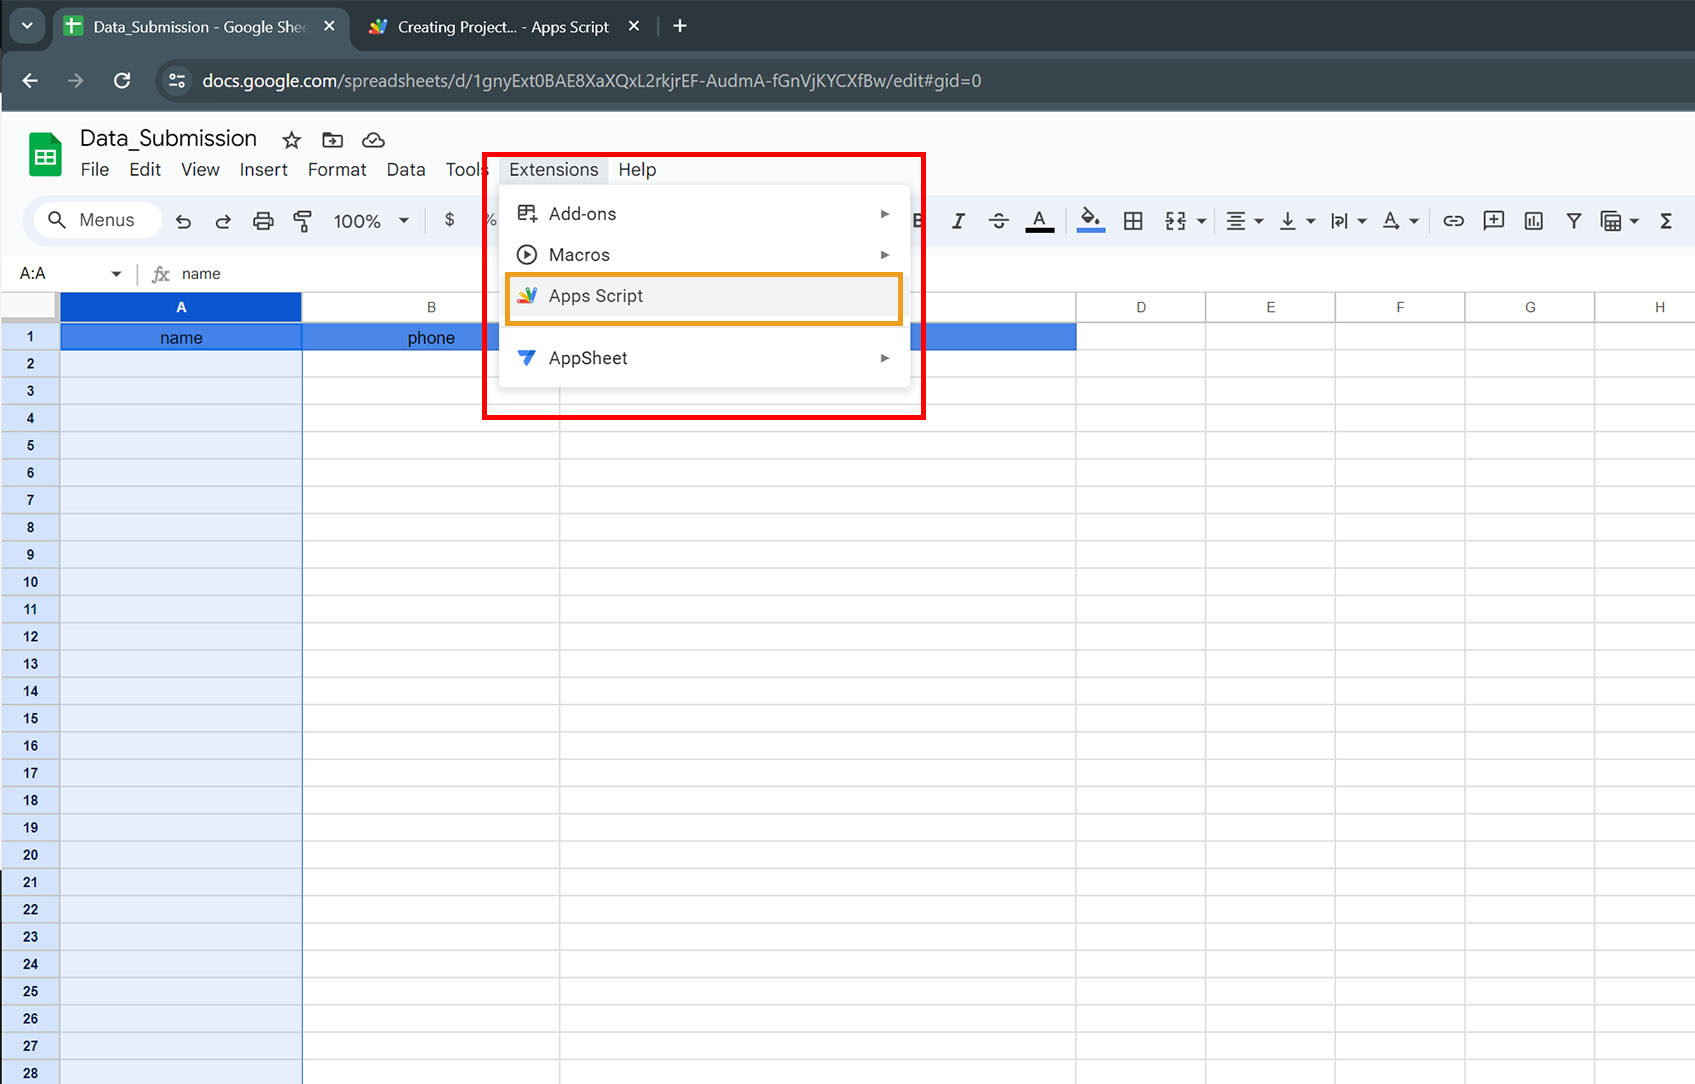 Data_Submission - Google She
Creating Project... - Apps Script
docs.google.com/spreadsheets/d/1gnyExt0BAE8XaXQxL2rkjrEF-AudmA-fGnVjKYCXfBw/edit#gid=0
Data_Submission
File Edit View Insert Format Data Tools Extensions Help
Menus 100% $ % B I S A A Σ
Add-ons
Macros
Apps Script
AppSheet
A:A fx name
A B D E F G H
1 name phone
2
3
4
5
6
7
8
9
10
11
12
13
14
15
16
17
18
19
20
21
22
23
24
25
26
27
28